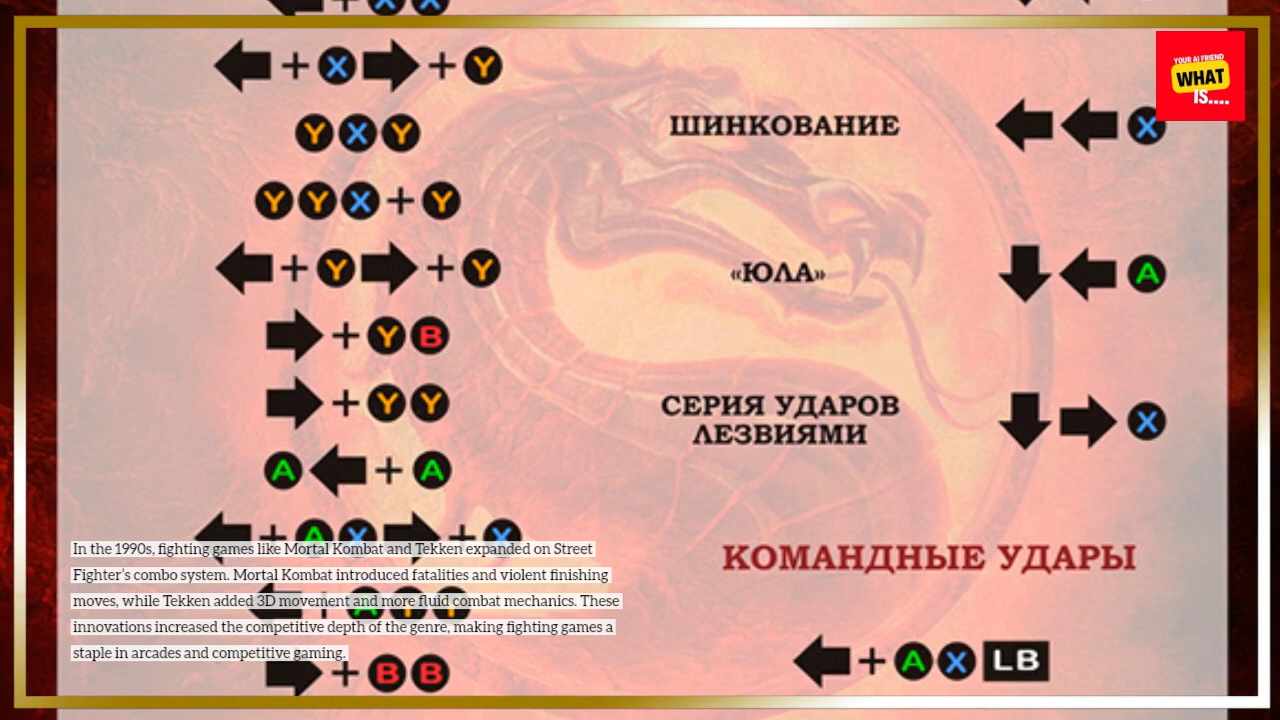 + X X
+ X + Y
Y X Y
Y Y X + Y
+ Y + Y
+ Y B
+ Y Y
A + A
+ A X + X
+ A Y Y
+ B B
YOUR AI FRIEND
WHAT
IS....
ШИНКОВАНИЕ
X
«ЮЛА»
A
СЕРИЯ УДАРОВ
ЛЕЗВИЯМИ
X
КОМАНДНЫЕ УДАРЫ
+ A X LB
In the 1990s, fighting games like Mortal Kombat and Tekken expanded on Street
Fighter's combo system. Mortal Kombat introduced fatalities and violent finishing
moves, while Tekken added 3D movement and more fluid combat mechanics. These
innovations increased the competitive depth of the genre, making fighting games a
staple in arcades and competitive gaming.